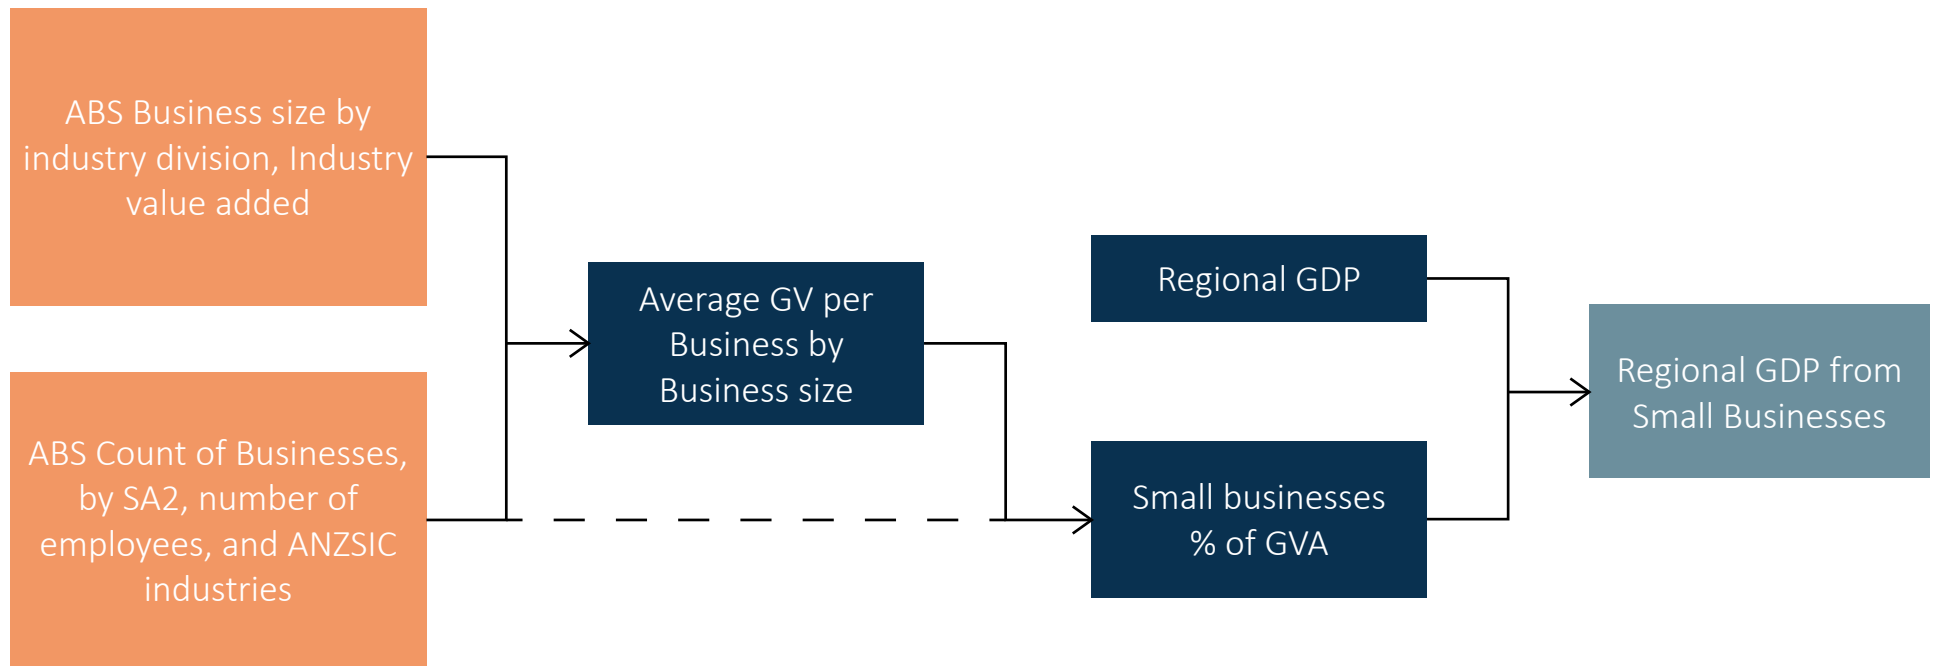 ABS Business size by
industry division, Industry
value added
ABS Count of Businesses,
by SA2, number of
employees, and ANZSIC
industries
Average GV per
Business by
Business size
Regional GDP
Small businesses
% of GVA
Regional GDP from
Small Businesses